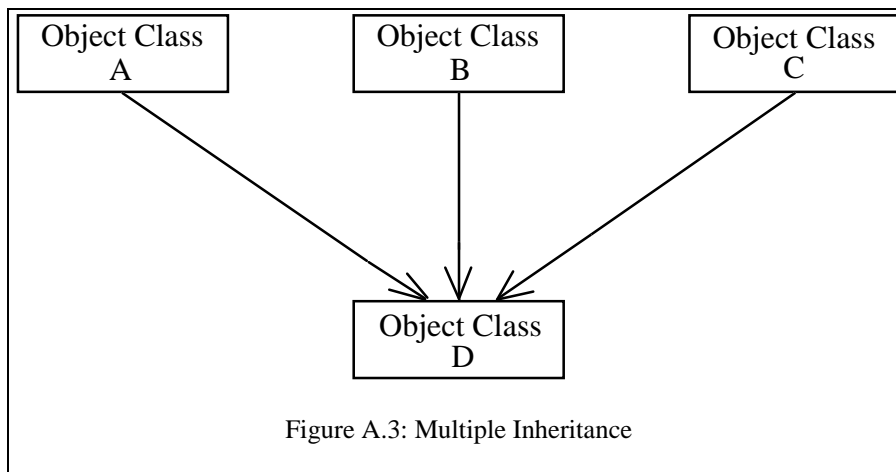 Object Class
A
Object Class
B
Object Class
C
Object Class
D
Figure A.3: Multiple Inheritance